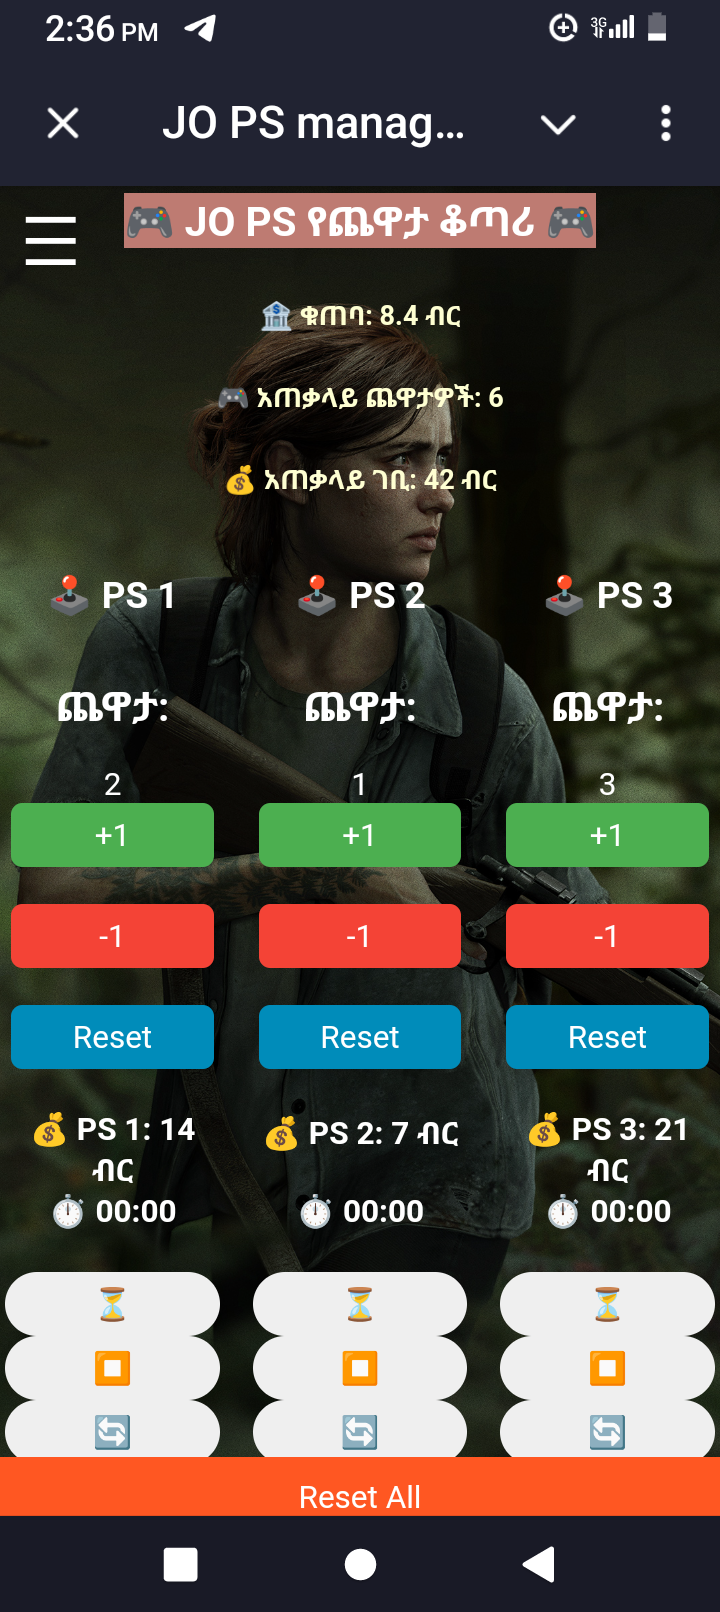 2:36 PM
3G
JO PS manag...
🎮 JO PS የጨዋታ ቆጣሪ 🎮
🏦 ቁጠባ: 8.4 ብር
🎮 አጠቃላይ ጨዋታዎች: 6
💰 አጠቃላይ ገቢ: 42 ብር
🕹️ PS 1 🕹️ PS 2 🕹️ PS 3
ጨዋታ: ጨዋታ: ጨዋታ:
2 1 3
+1 +1 +1
-1 -1 -1
Reset Reset Reset
💰 PS 1: 14 ብር
💰 PS 2: 7 ብር
💰 PS 3: 21 ብር
⏱️ 00:00 ⏱️ 00:00 ⏱️ 00:00
Reset All